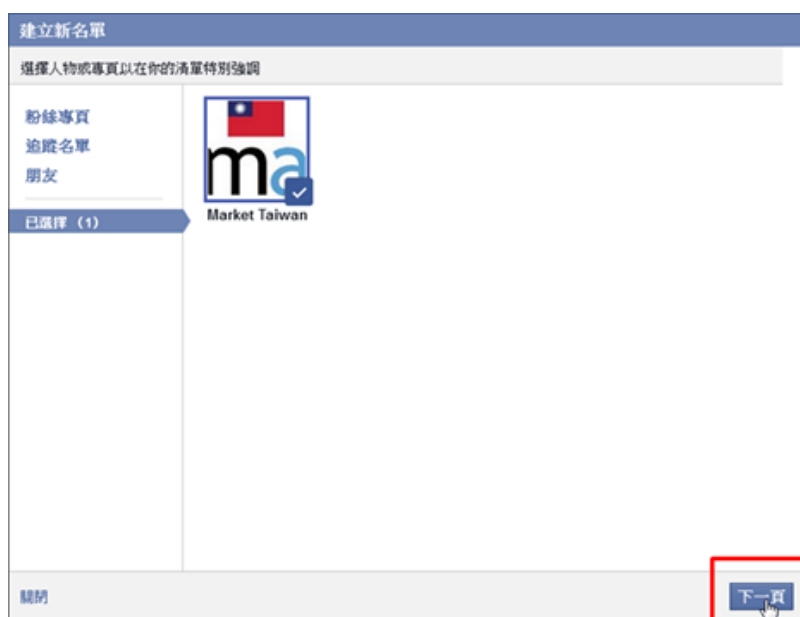 建立新名單
選擇人物或專頁以在你的清單特別強調
粉絲專頁
追蹤名單
朋友
已選擇 (1)
ma
Market Taiwan
關閉
下一頁